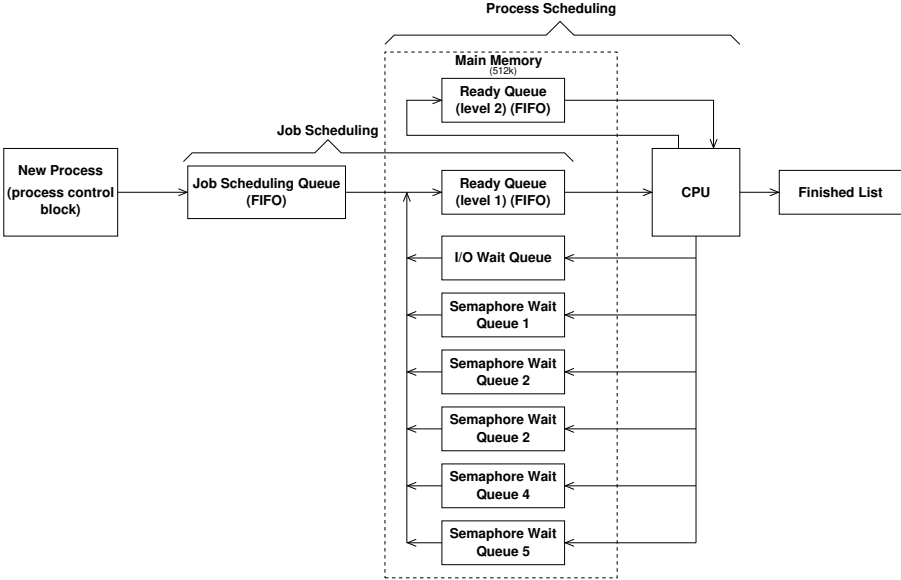 Process Scheduling
Main Memory
(512k)
Ready Queue
(level 2) (FIFO)
Job Scheduling
New Process
(process control
block)
Job Scheduling Queue
(FIFO)
Ready Queue
(level 1) (FIFO)
CPU
Finished List
I/O Wait Queue
Semaphore Wait
Queue 1
Semaphore Wait
Queue 2
Semaphore Wait
Queue 2
Semaphore Wait
Queue 4
Semaphore Wait
Queue 5